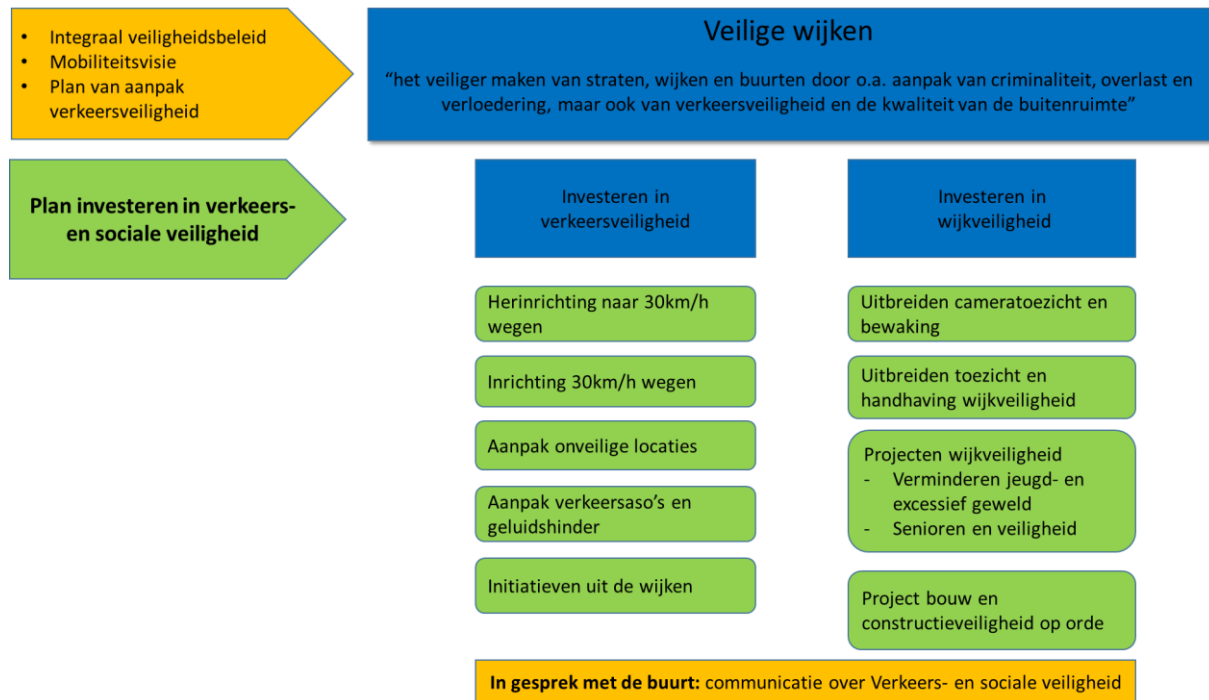 • Integraal veiligheidsbeleid
• Mobiliteitsvisie
• Plan van aanpak
verkeersveiligheid
Veilige wijken
“het veiliger maken van straten, wijken en buurten door o.a. aanpak van criminaliteit, overlast en
verloedering, maar ook van verkeersveiligheid en de kwaliteit van de buitenruimte”
Plan investeren in verkeers-
en sociale veiligheid
Investeren in
verkeersveiligheid
Herinrichting naar 30km/h
wegen
Inrichting 30km/h wegen
Aanpak onveilige locaties
Aanpak verkeersaso’s en
geluidshinder
Initiatieven uit de wijken
Investeren in
wijkveiligheid
Uitbreiden cameratoezicht en
bewaking
Uitbreiden toezicht en
handhaving wijkveiligheid
Projecten wijkveiligheid
- Verminderen jeugd- en
excessief geweld
- Senioren en veiligheid
Project bouw en
constructieveiligheid op orde
In gesprek met de buurt: communicatie over Verkeers- en sociale veiligheid